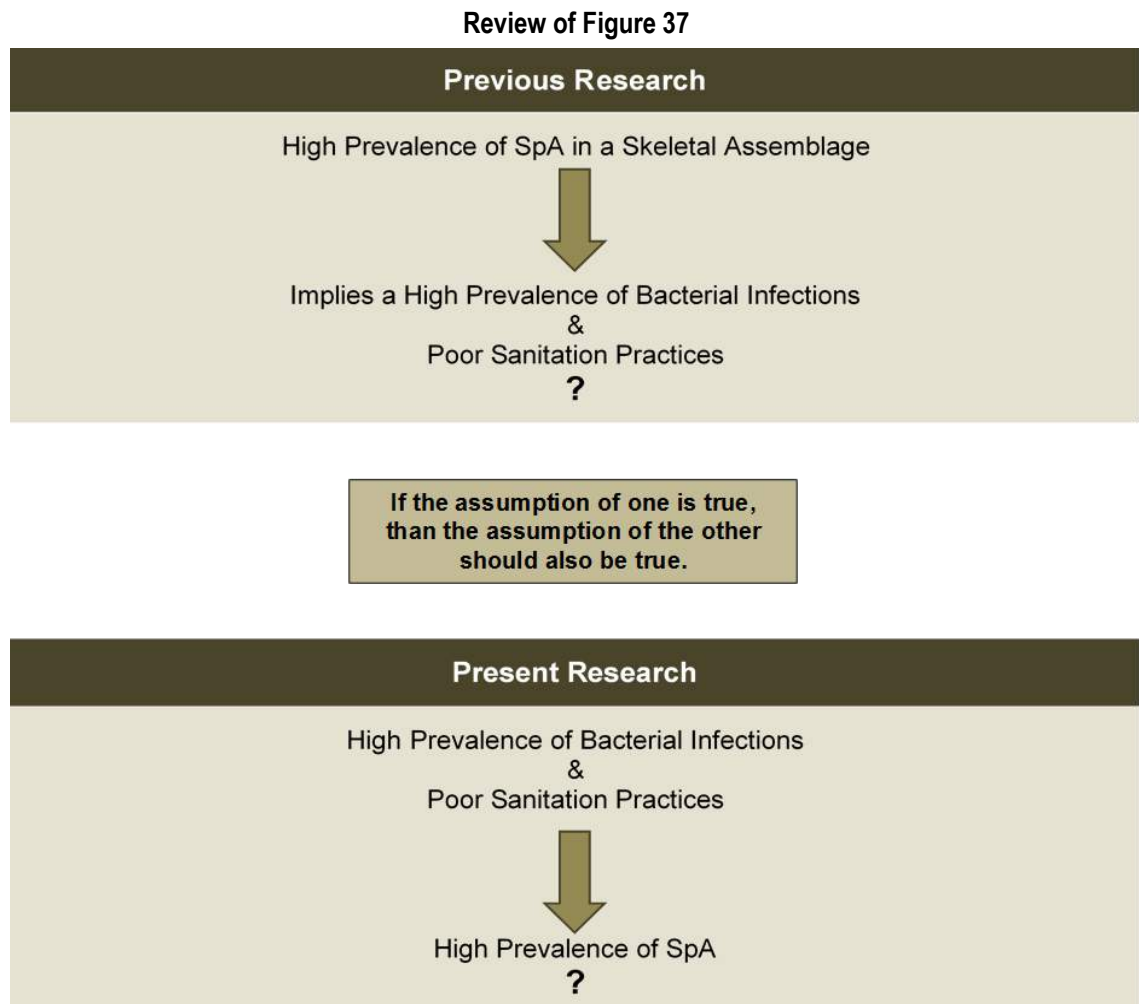 Review of Figure 37
Previous Research
High Prevalence of SpA in a Skeletal Assemblage
Implies a High Prevalence of Bacterial Infections
&
Poor Sanitation Practices
?
If the assumption of one is true,
than the assumption of the other
should also be true.
Present Research
High Prevalence of Bacterial Infections
&
Poor Sanitation Practices
High Prevalence of SpA
?